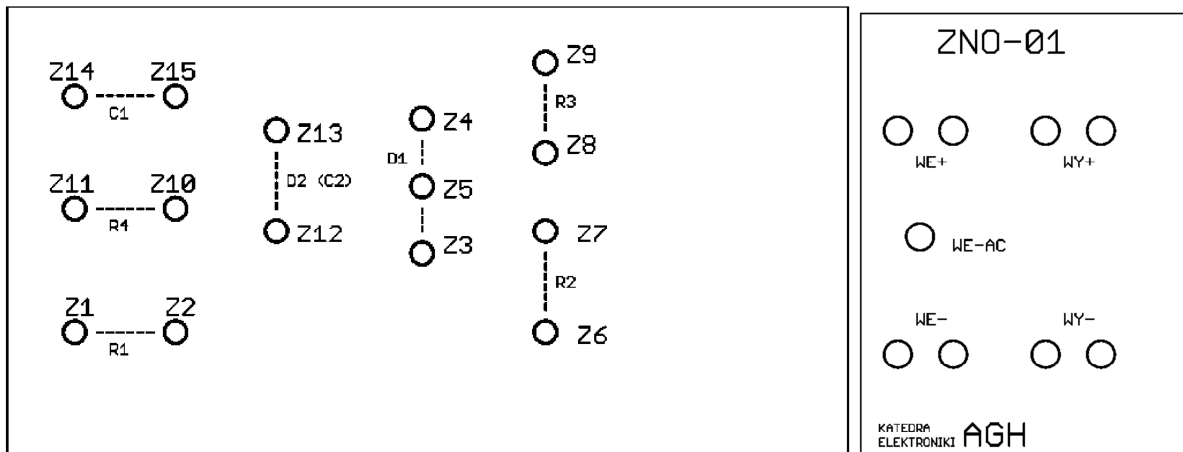 Z14 Z15
C1
Z11 Z10
R4
Z1 Z2
R1
Z13
D2 (C2)
Z12
Z4
D1
Z5
Z3
Z9
R3
Z8
Z7
R2
Z6
ZNO-01
WE+ WY+
WE-AC
WE- WY-
KATEDRA
ELEKTRONIKI AGH